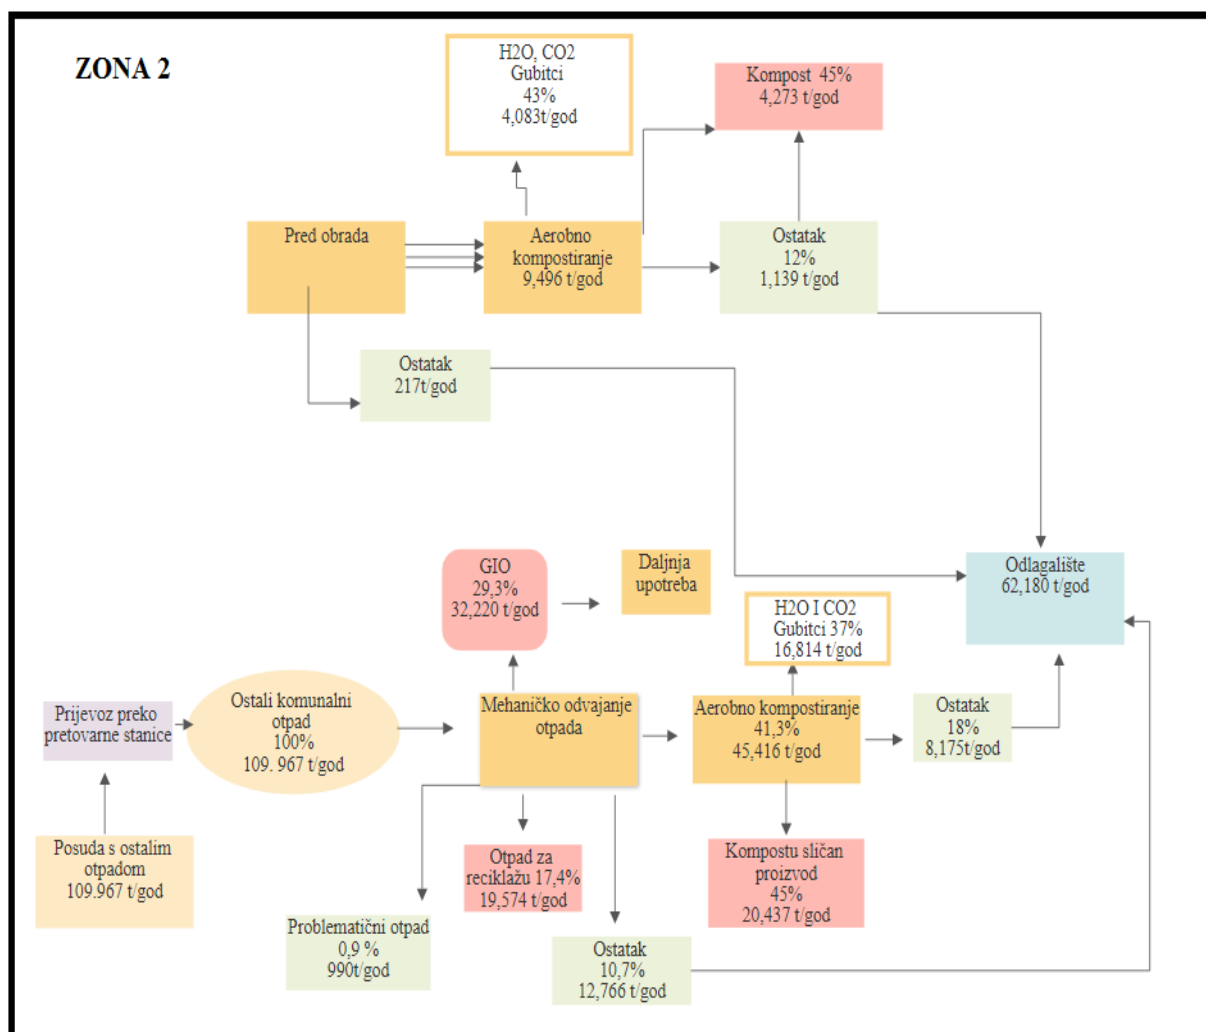 ZONA 2
H2O, CO2
Gubitci
43%
4,083t/god
Kompost 45%
4,273 t/god
Pred obrada
Aerobno
kompostiranje
9,496 t/god
Ostatak
12%
1,139 t/god
Ostatak
217t/god
GIO
29,3%
32,220 t/god
Daljnja
upotreba
Odlagalište
62,180 t/god
H2O I CO2
Gubitci 37%
16,814 t/god
Prijevoz preko
pretovarne stanice
Ostali komunalni
otpad
100%
109. 967 t/god
Mehaničko odvajanje
otpada
Aerobno kompostiranje
41,3%
45,416 t/god
Ostatak
18%
8,175t/god
Posuda s ostalim
otpadom
109.967 t/god
Otpad za
reciklažu 17,4%
19,574 t/god
Kompostu sličan
proizvod
45%
20,437 t/god
Problematični otpad
0,9 %
990t/god
Ostatak
10,7%
12,766 t/god